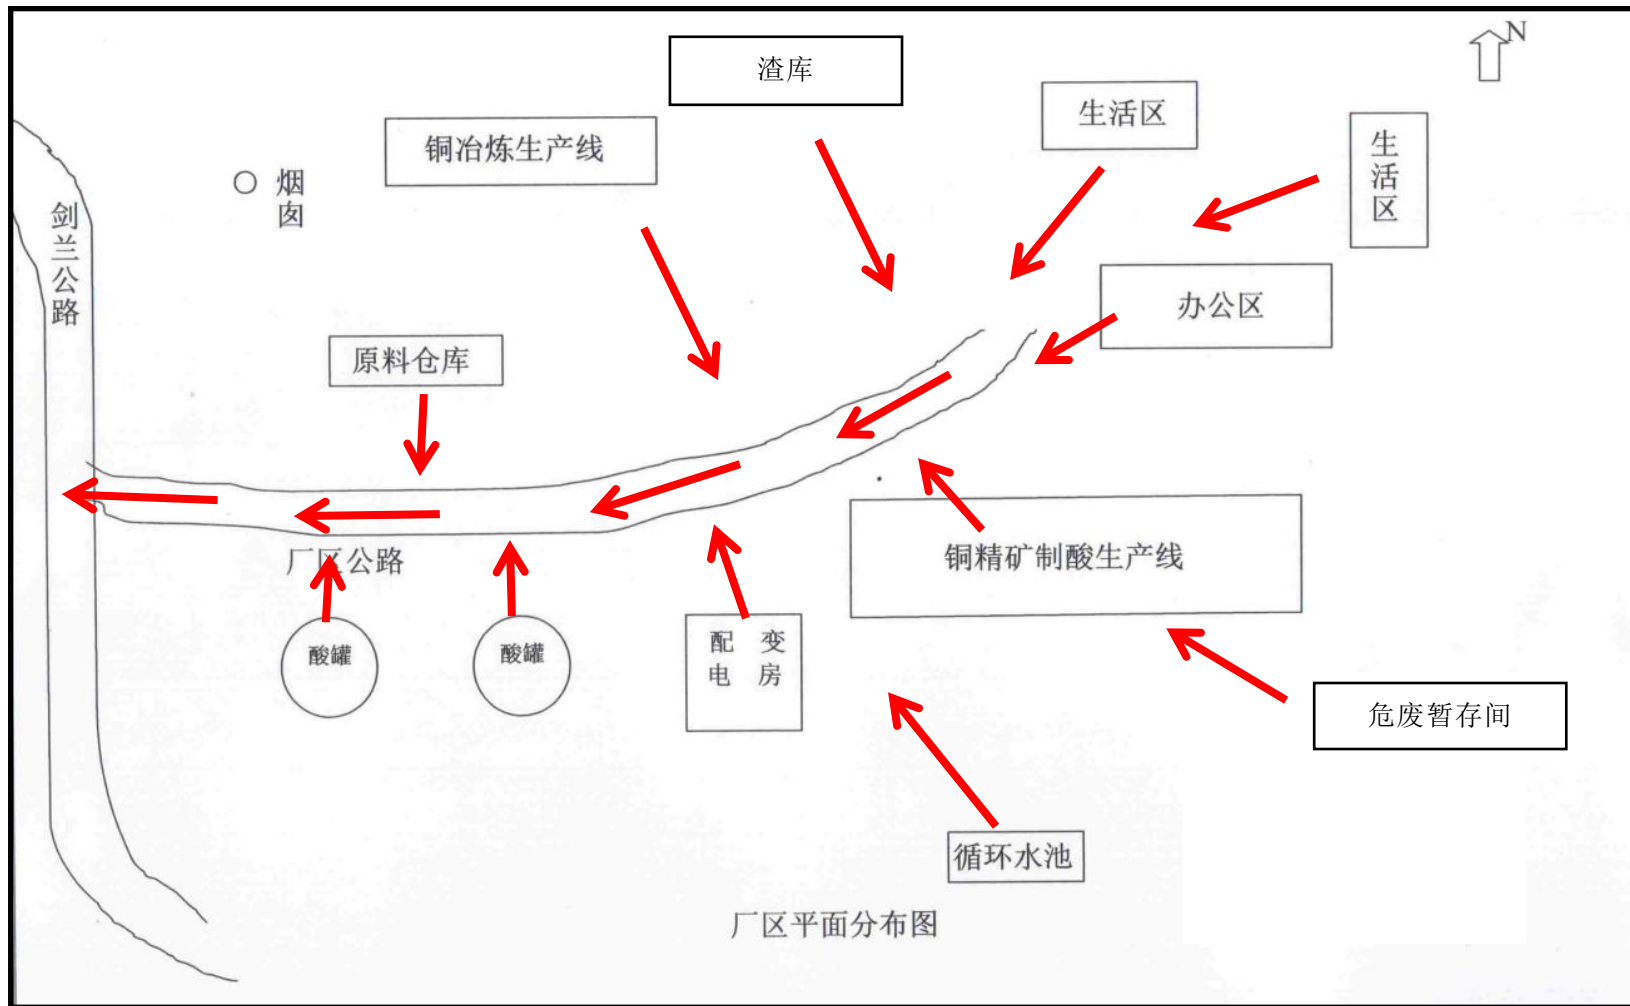 N
渣库
生活区
生活区
铜冶炼生产线
烟囱
剑兰公路
办公区
原料仓库
厂区公路
铜精矿制酸生产线
酸罐
酸罐
配 变
电 房
危废暂存间
循环水池
厂区平面分布图